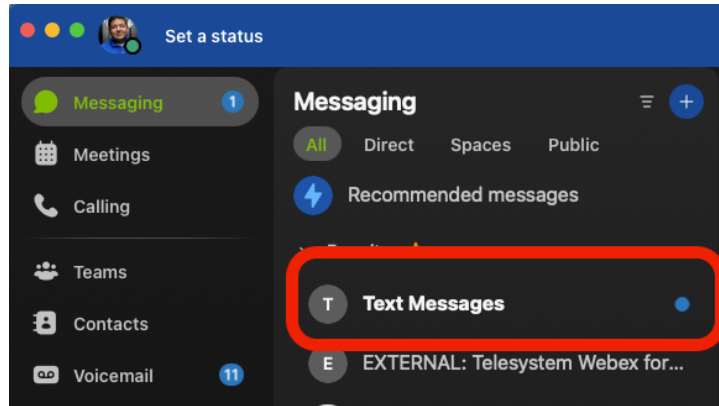 Set a status
Messaging 1
Meetings
Calling
Teams
Contacts
Voicemail 11
Messaging
All Direct Spaces Public
Recommended messages
T Text Messages
E EXTERNAL: Telesystem Webex for...